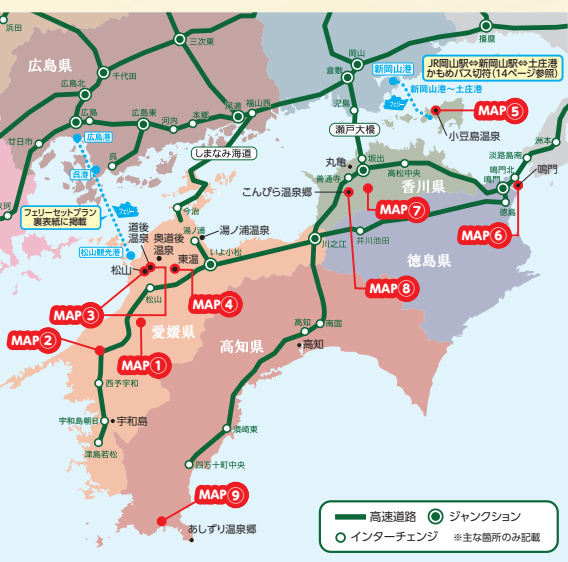 浜田
三次東
播磨
広島県
千代田
岡山
JR岡山駅⇔新岡山駅⇔土庄港
かもめバス切符(14ページ参照)
倉敷
新岡山港
広島北
新岡山港〜土庄港
フェリー
広島
広島東
河内
本郷
尾道
福山西
児島
MAP⑤
廿日市
広島港
瀬戸大橋
小豆島温泉
洲本
呉
しまなみ海道
丸亀
坂出
善通寺
高松中央
淡路島南
鳴門北
鳴門
鳴門
呉港
こんぴら温泉郷
香川県
玖珂
フェリーセットプラン
裏表紙に掲載
フェリー
今治
MAP⑦
徳島
道後
温泉
奥道後
温泉
湯ノ浦
湯ノ浦温泉
MAP⑥
松山観光港
東温
いよ小松
川之江
井川池田
徳島県
松山
松山
MAP⑧
MAP③
MAP④
愛媛県
MAP②
高知県
高知
南国
高知
MAP①
西予宇和
宇和島朝日
宇和島
須崎東
津島若松
四万十町中央
MAP⑨
あしずり温泉郷
高速道路
ジャンクション
インターチェンジ
※主な箇所のみ記載